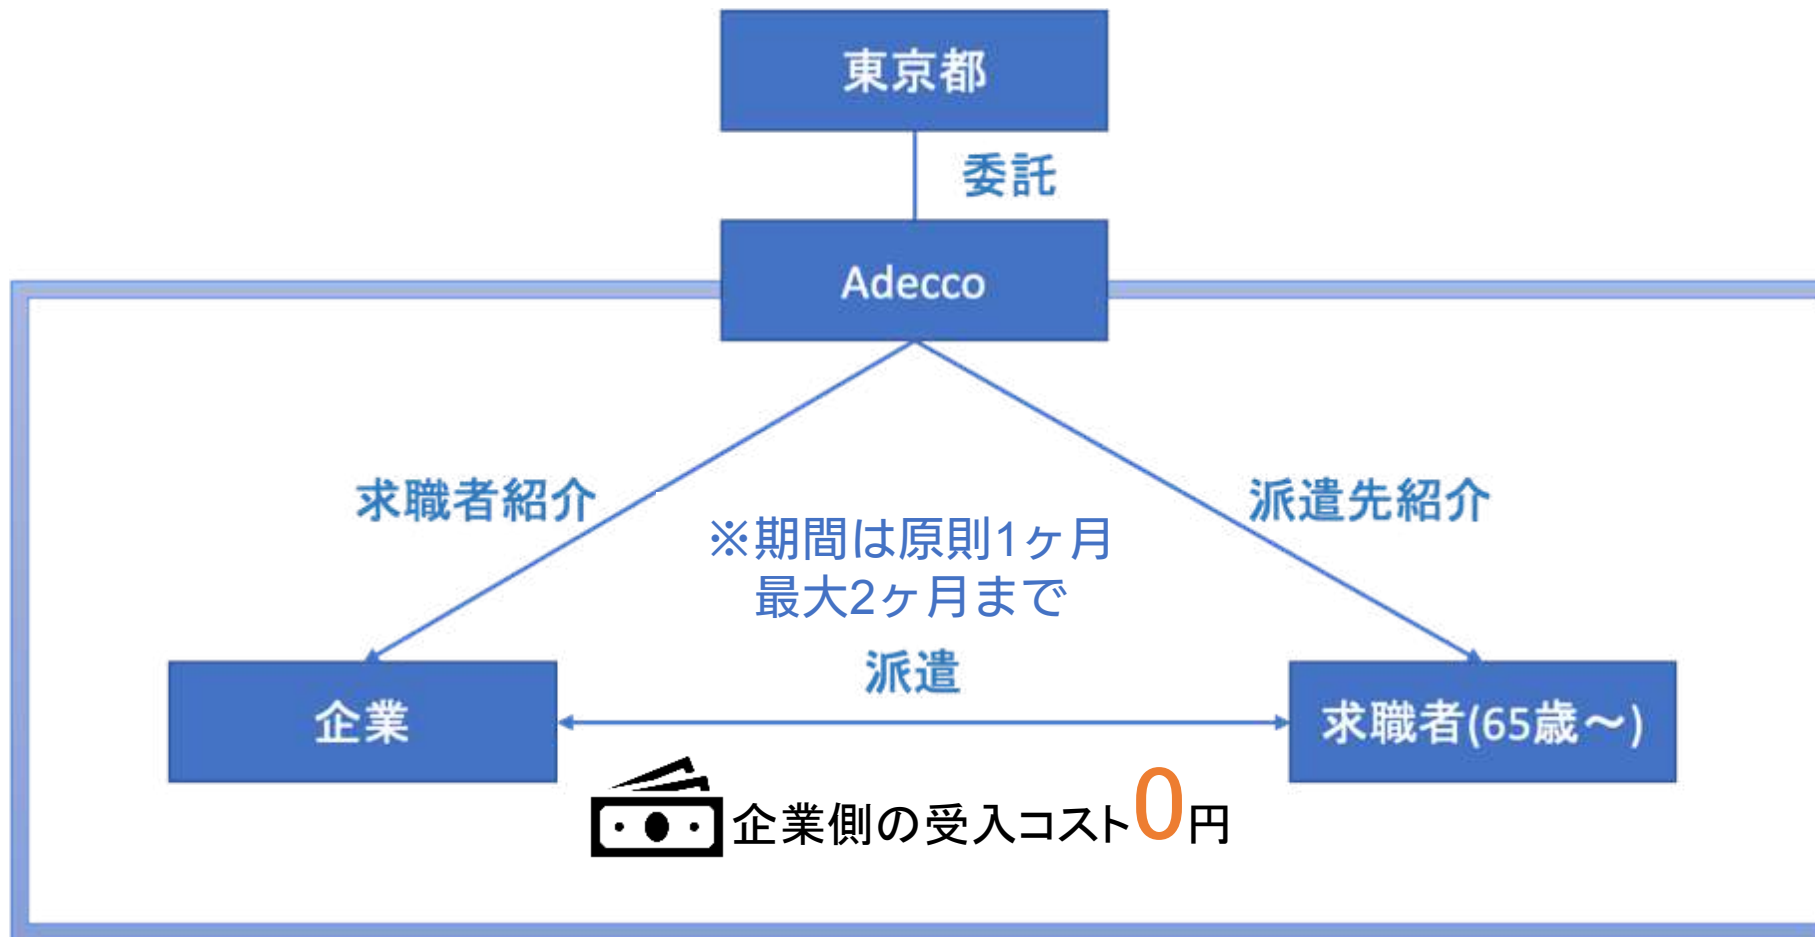 東京都
委託
Adecco
求職者紹介
派遣先紹介
※期間は原則1ヶ月
最大2ヶ月まで
派遣
企業
求職者(65歳～)
企業側の受入コスト0円